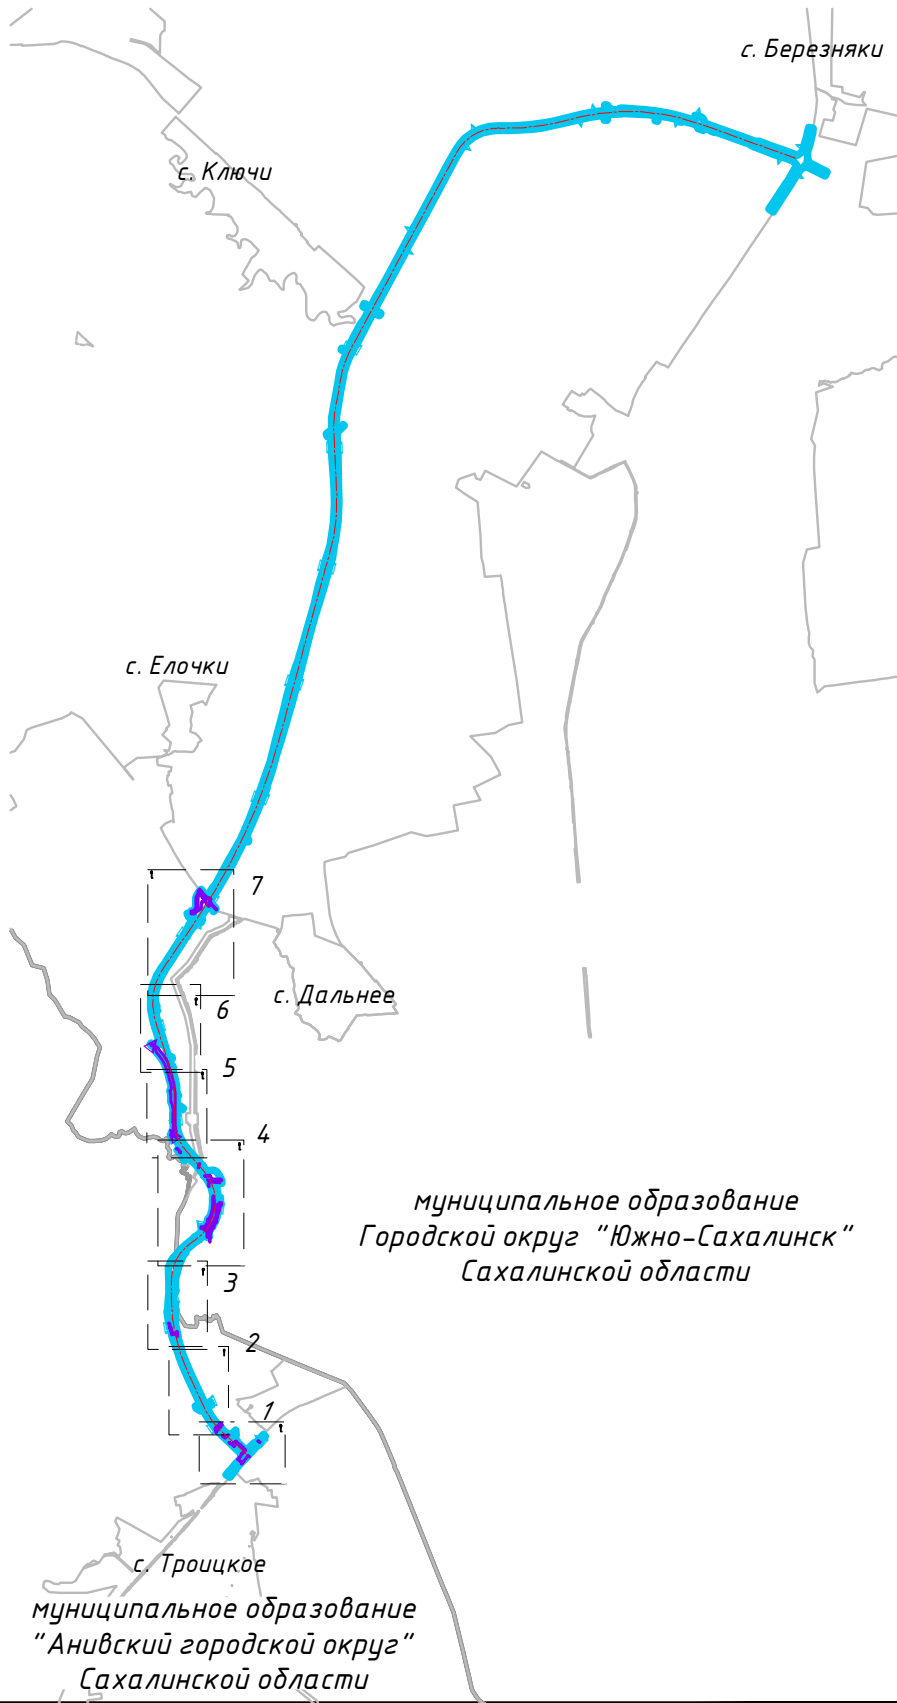 с. Березняки
с. Ключи
с. Елочки
7
с. Дальнее
6
5
4
муниципальное образование
Городской округ "Южно-Сахалинск"
Сахалинской области
3
2
1
с. Троицкое
муниципальное образование
"Анивский городской округ"
Сахалинской области